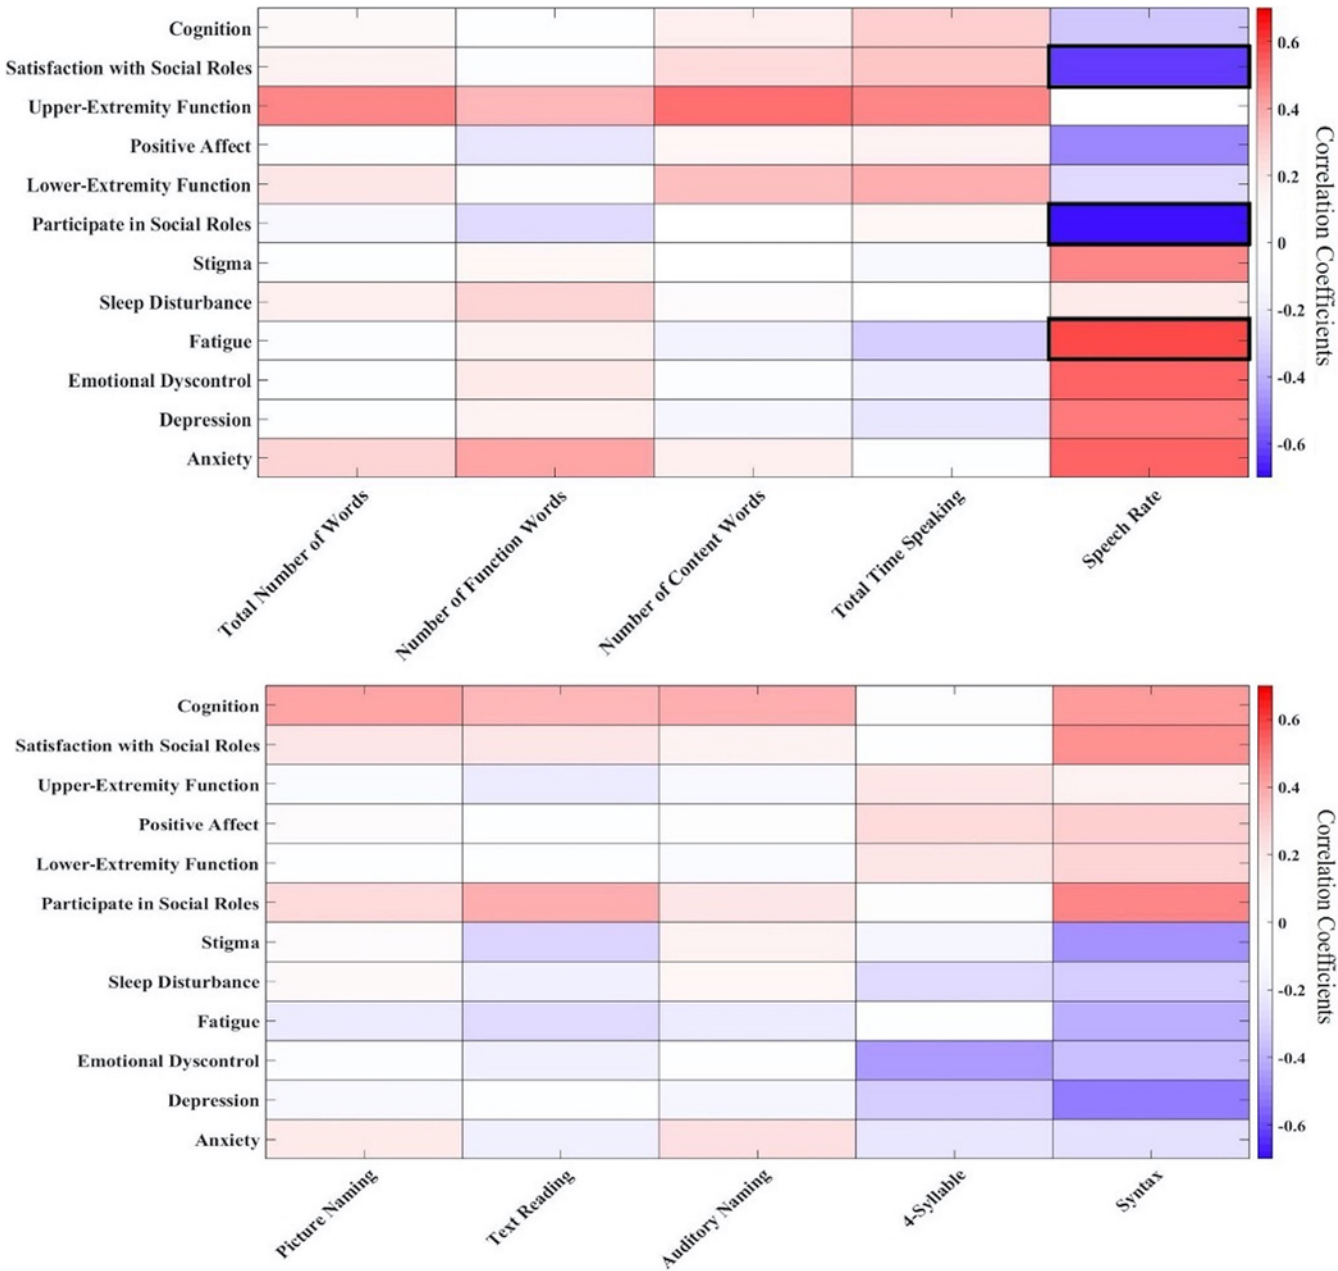 Cognition
Satisfaction with Social Roles
Upper-Extremity Function
Positive Affect
Lower-Extremity Function
Participate in Social Roles
Stigma
Sleep Disturbance
Fatigue
Emotional Dyscontrol
Depression
Anxiety
Total Number of Words
Number of Function Words
Number of Content Words
Total Time Speaking
Speech Rate
0.6
0.4
0.2
0
-0.2
-0.4
-0.6
Correlation Coefficients
Cognition
Satisfaction with Social Roles
Upper-Extremity Function
Positive Affect
Lower-Extremity Function
Participate in Social Roles
Stigma
Sleep Disturbance
Fatigue
Emotional Dyscontrol
Depression
Anxiety
Picture Naming
Text Reading
Auditory Naming
4-Syllable
Syntax
0.6
0.4
0.2
0
-0.2
-0.4
-0.6
Correlation Coefficients